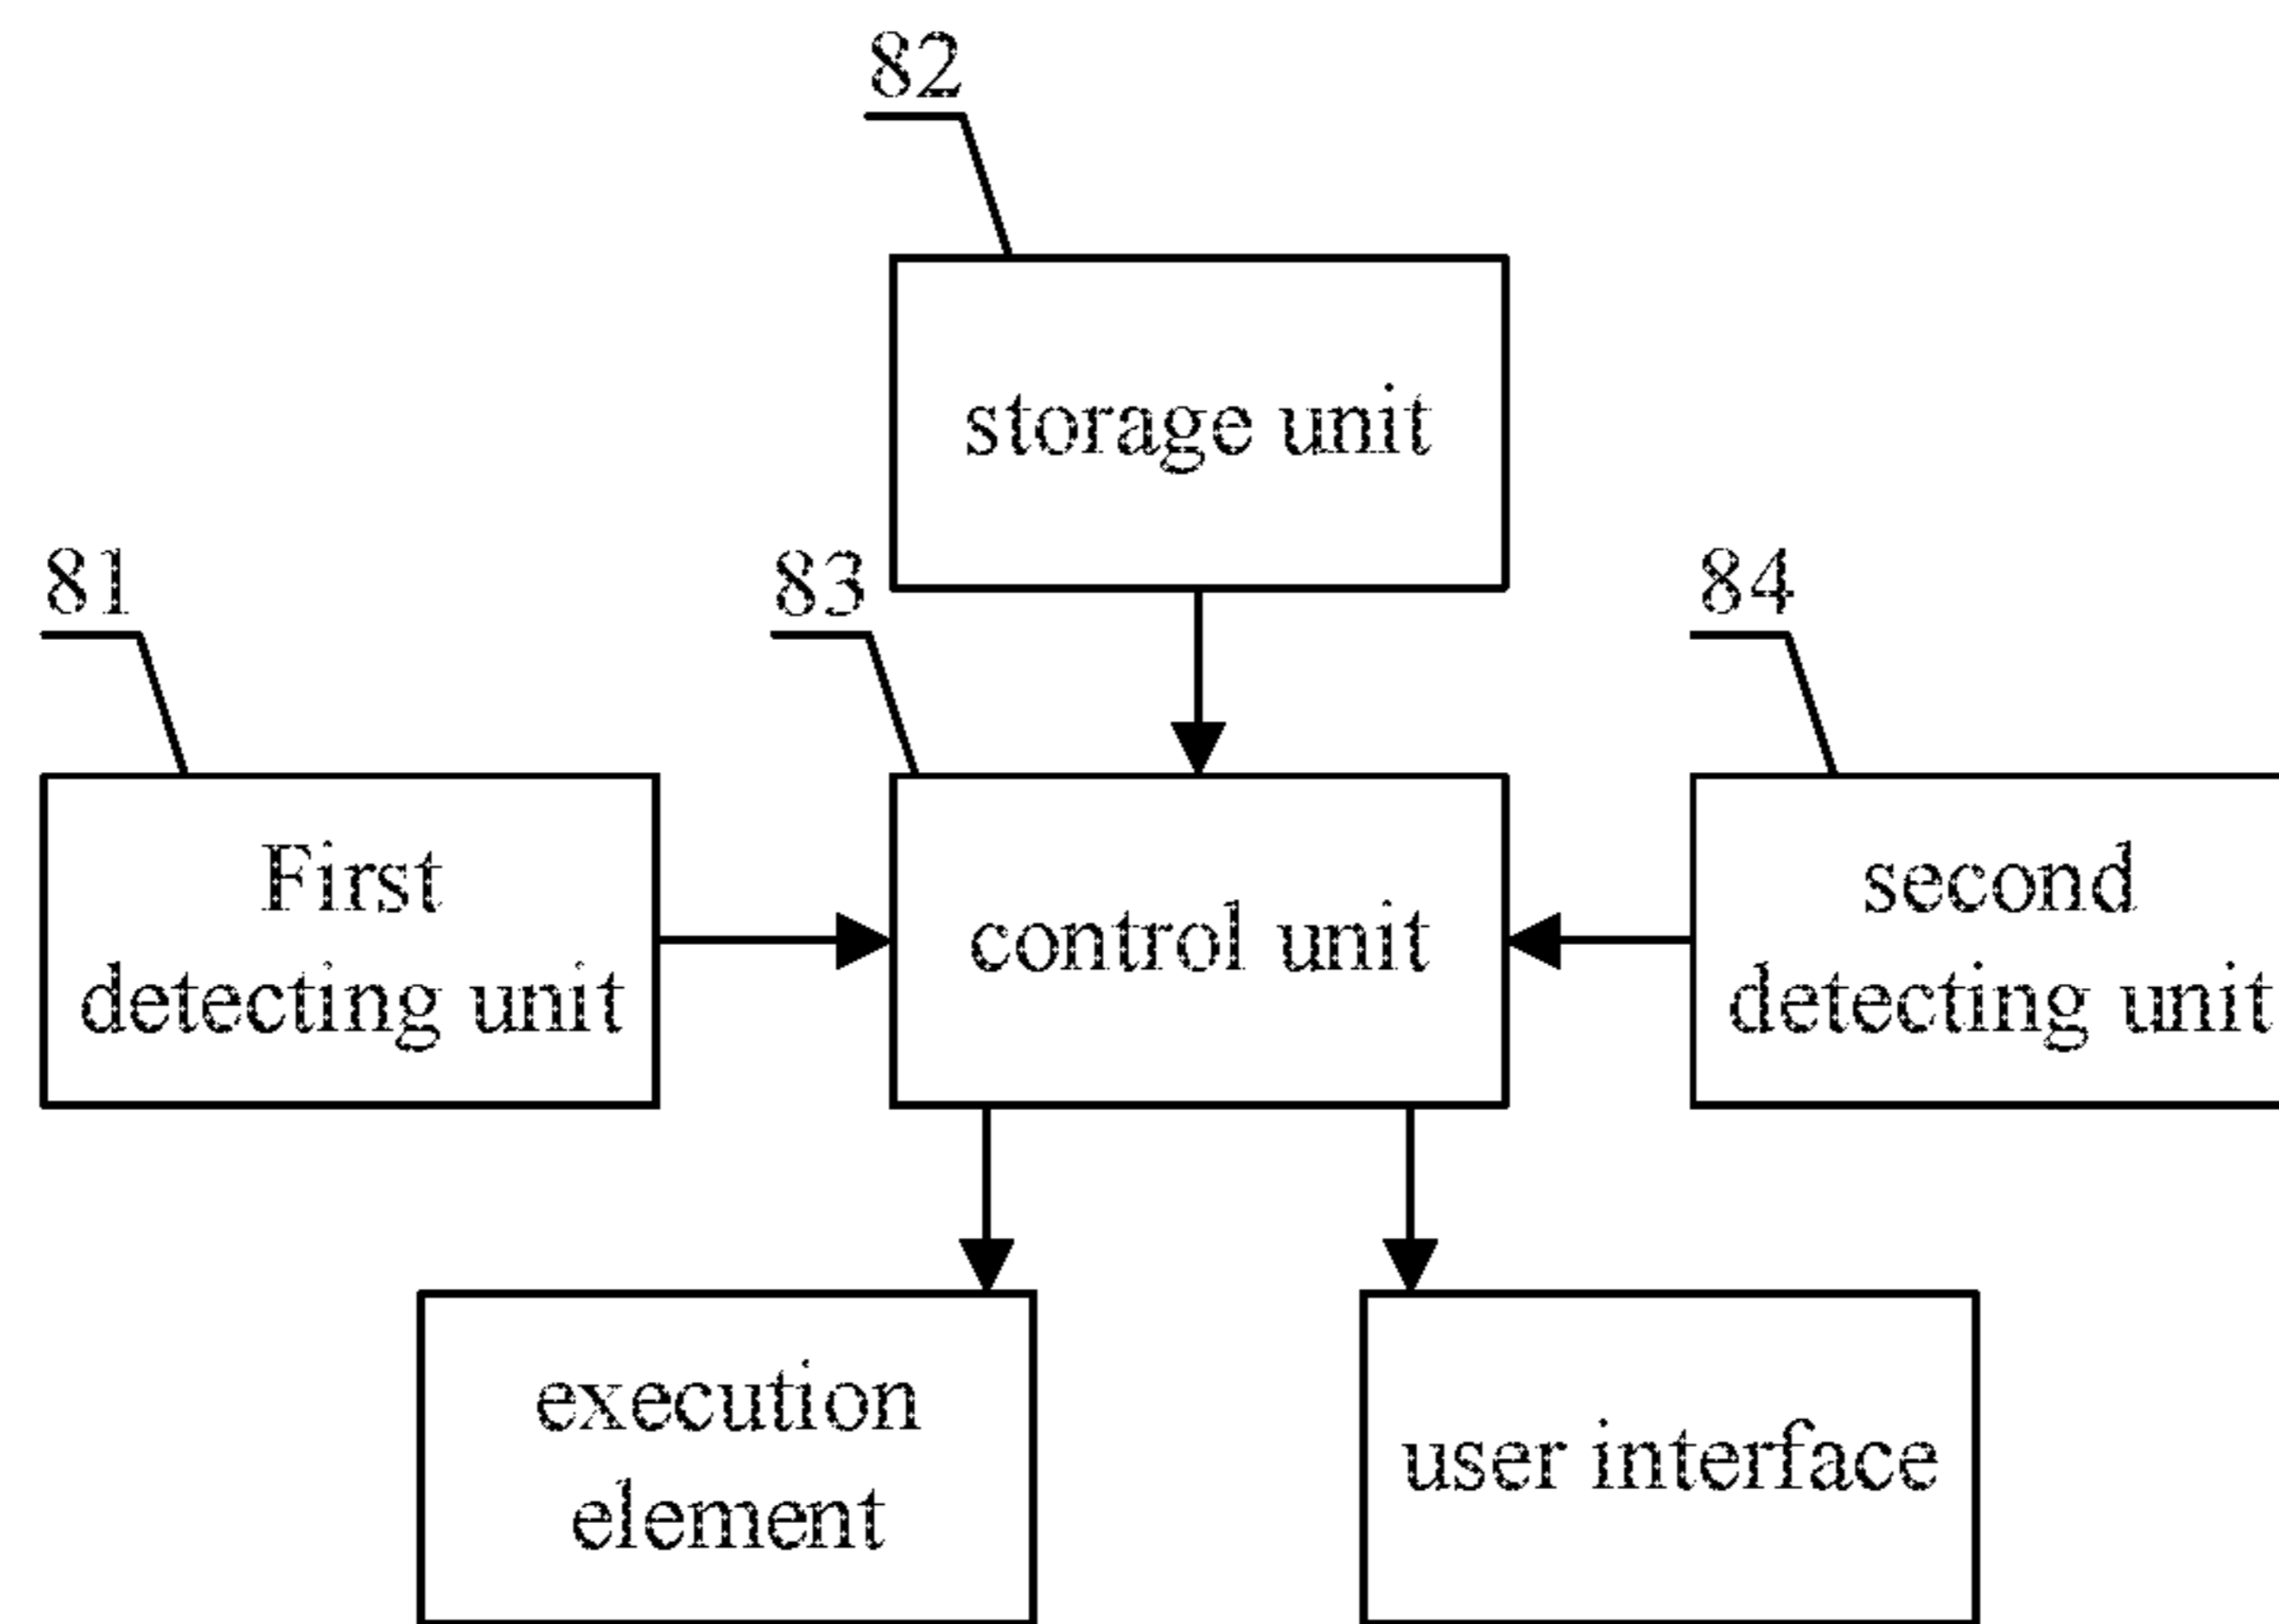 82
storage unit
81
83
84
First
detecting unit
control unit
second
detecting unit
execution
element
user interface